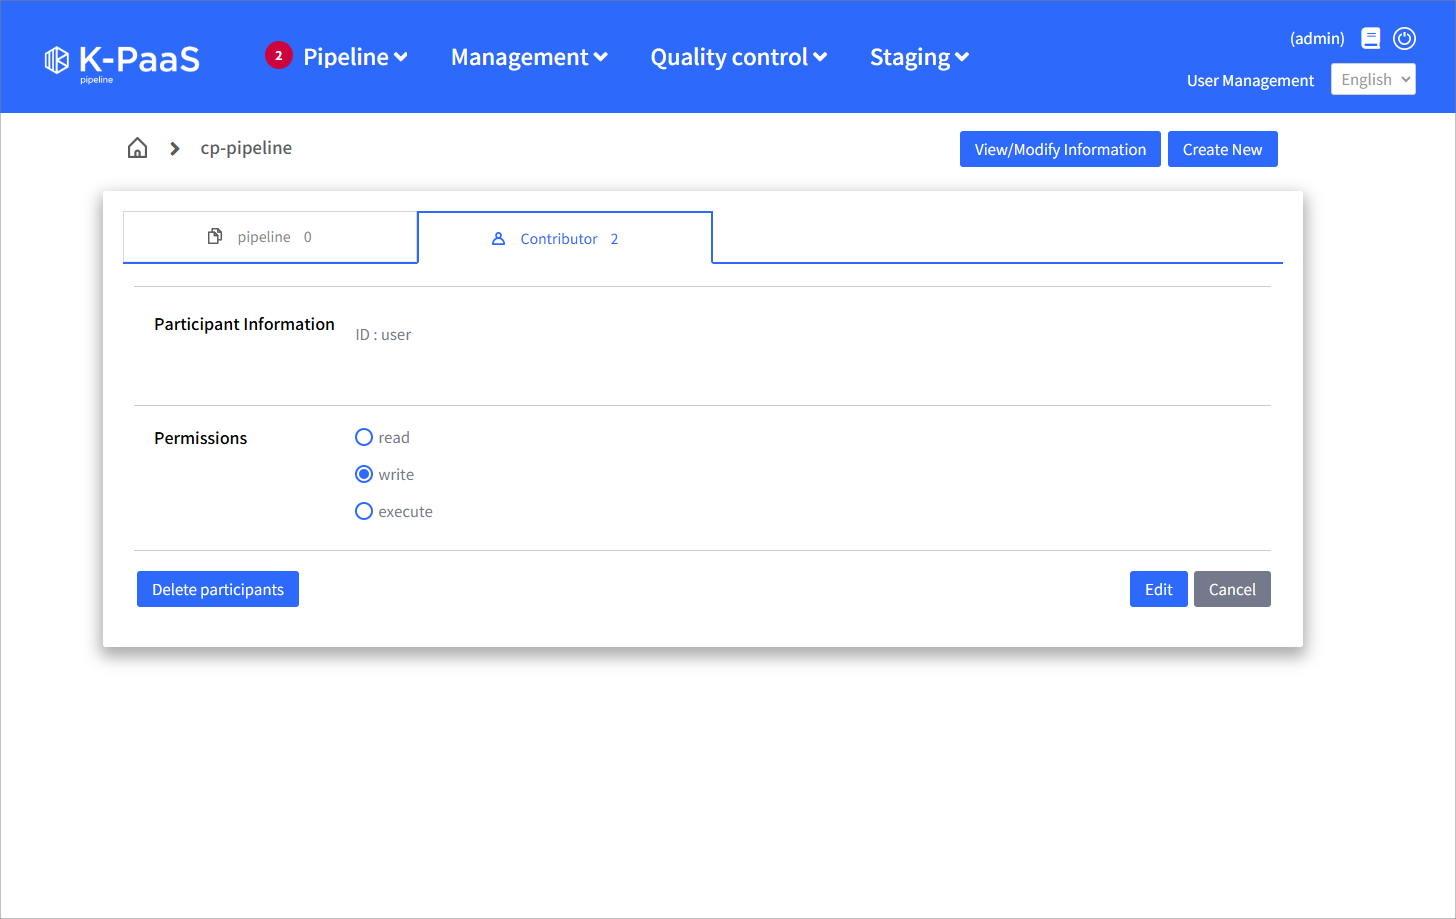 K-PaaS
pipeline
2 Pipeline Management Quality control Staging
(admin)
User Management English
cp-pipeline
View/Modify Information Create New
pipeline 0 Contributor 2
Participant Information
ID : user
Permissions
read
write
execute
Delete participants Edit Cancel